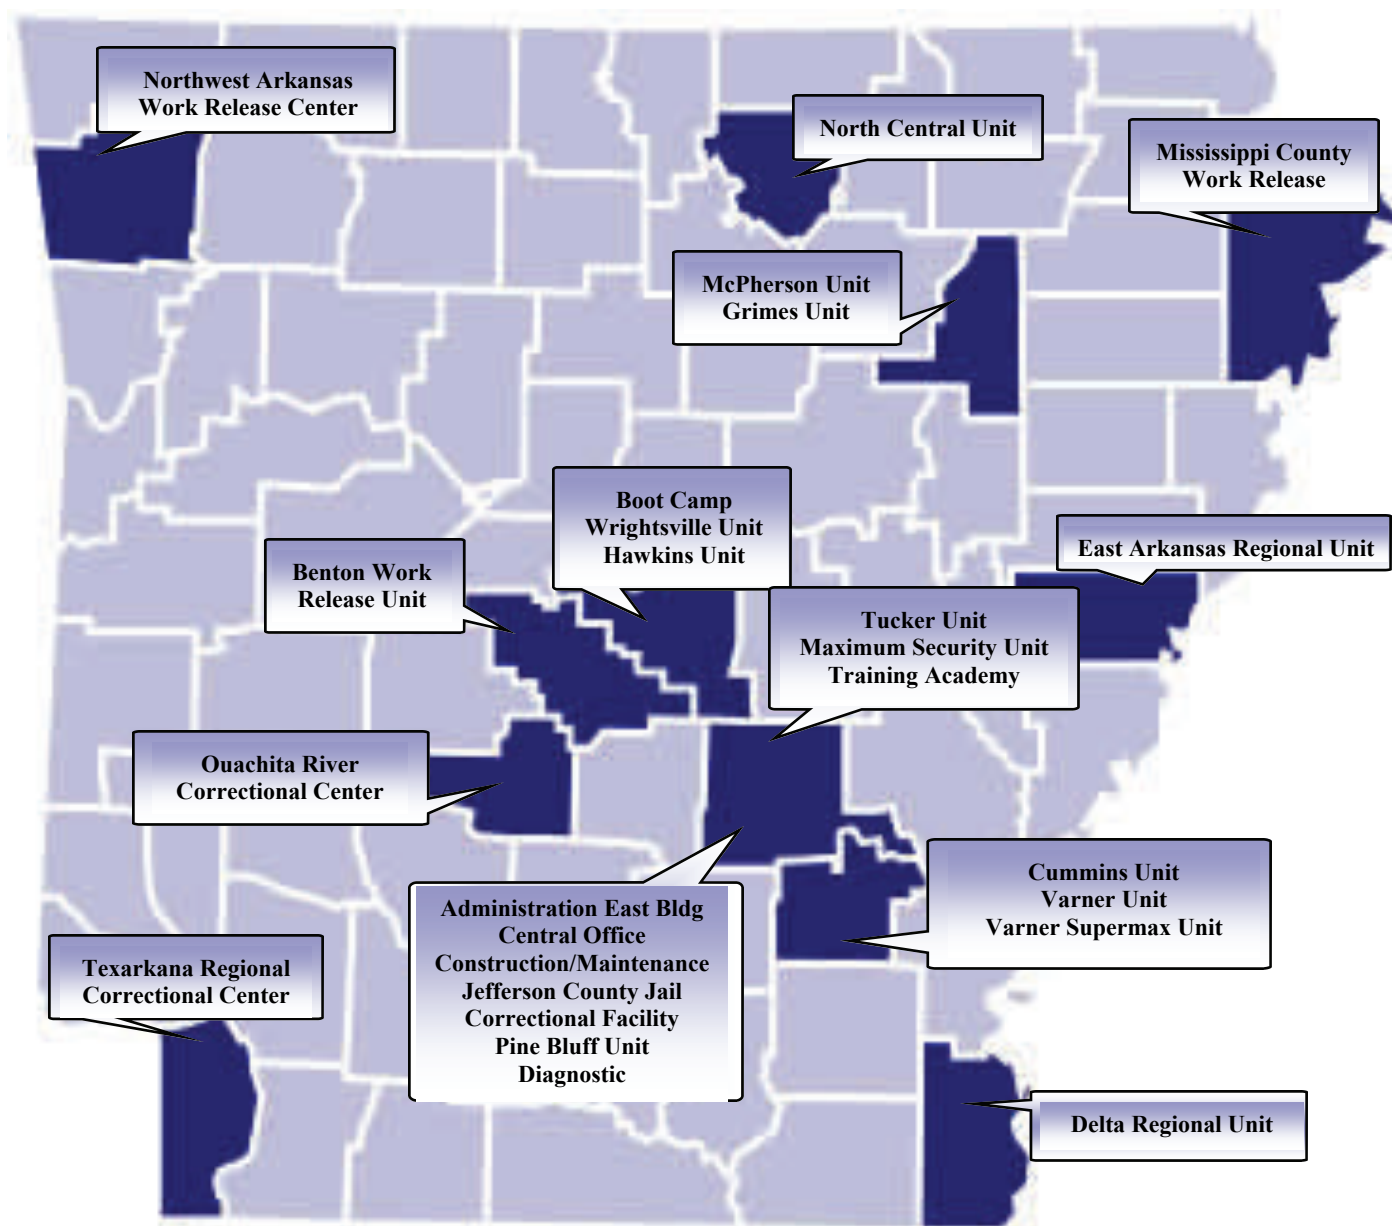 Northwest Arkansas
Work Release Center
North Central Unit
Mississippi County
Work Release
McPherson Unit
Grimes Unit
Boot Camp
Wrightsville Unit
Hawkins Unit
East Arkansas Regional Unit
Benton Work
Release Unit
Tucker Unit
Maximum Security Unit
Training Academy
Ouachita River
Correctional Center
Cummins Unit
Varner Unit
Varner Supermax Unit
Administration East Bldg
Central Office
Construction/Maintenance
Jefferson County Jail
Correctional Facility
Pine Bluff Unit
Diagnostic
Texarkana Regional
Correctional Center
Delta Regional Unit